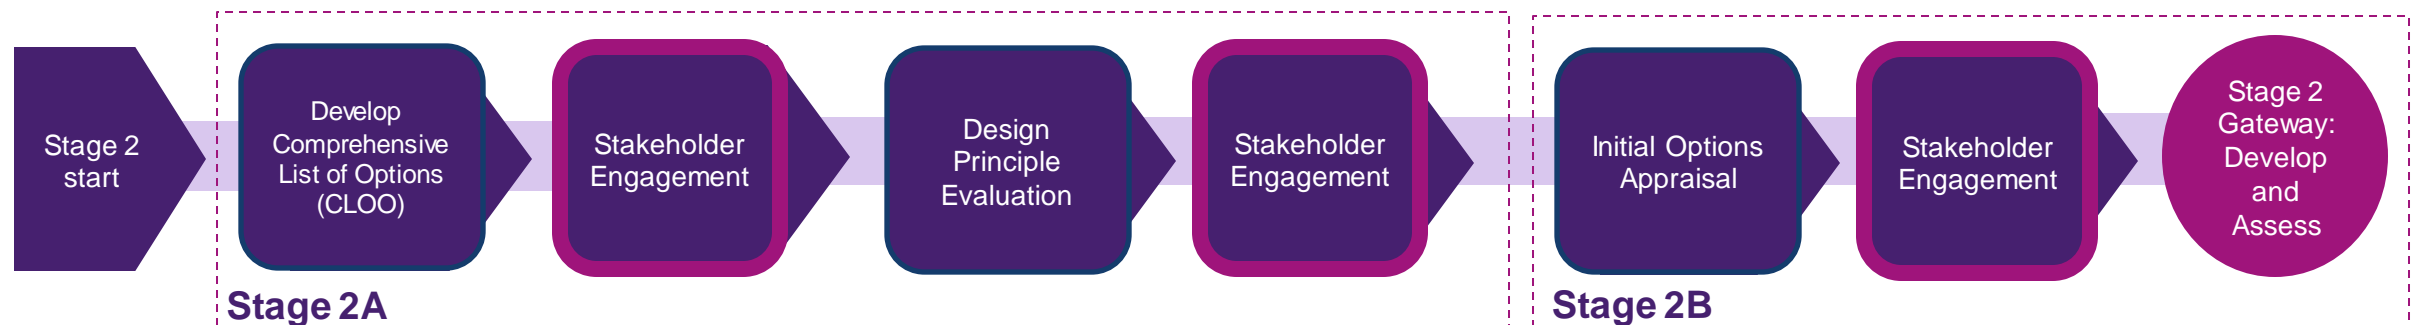 Stage 2
start
Develop
Comprehensive
List of Options
(CLOO)
Stakeholder
Engagement
Design
Principle
Evaluation
Stakeholder
Engagement
Stage 2A
Initial Options
Appraisal
Stakeholder
Engagement
Stage 2
Gateway:
Develop
and
Assess
Stage 2B